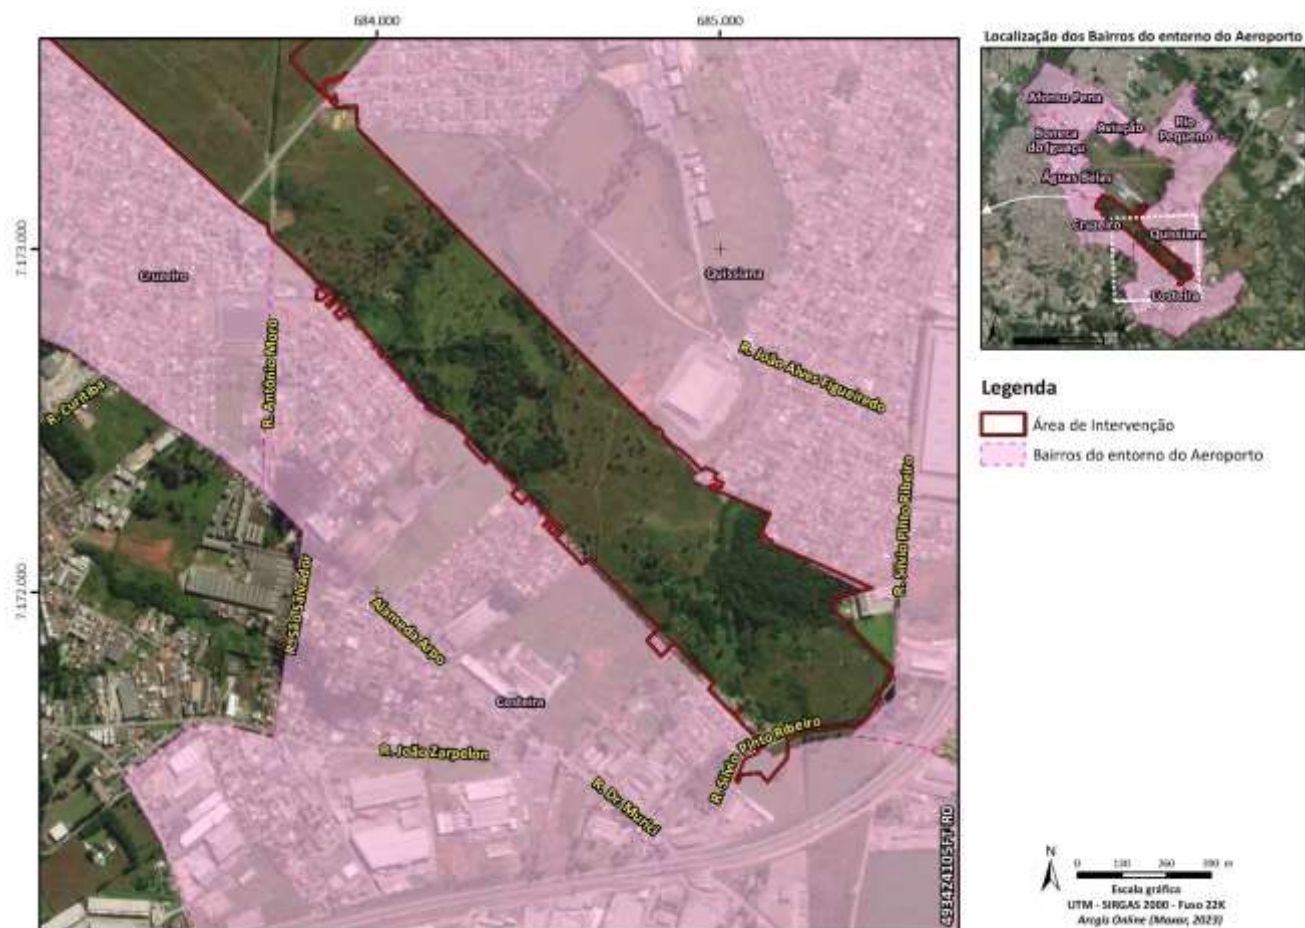 684.000
685.000
7.173.000
7.172.000
Cruzeiro
Quissiana
R. João Alves Figueiredo
R. Antônio Moro
R. Curitiba
R. Silvio Pinto Ribeiro
R. São Salvador
Alameda Arpo
Costeira
R. João Zarpelon
R. Silvio Pinto Ribeiro
R. Dr. Murici
Localização dos Bairros do entorno do Aeroporto
Afonso Pena
Aviação
Rio
Pequeno
Boneca
do Iguaçu
Águas Belas
Cruzeiro
Quissiana
Costeira
Legenda
Área de Intervenção
Bairros do entorno do Aeroporto
N
0
m
Escala gráfica
UTM - SIRGAS 2000 - Fuso 22K
Arcgis Online (Maxar, 2023)